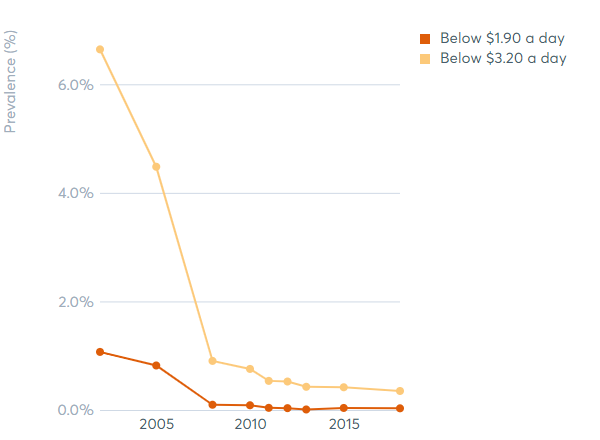 Prevalence (%)
Below $1.90 a day
Below $3.20 a day
6.0%
4.0%
2.0%
0.0%
2005 2010 2015